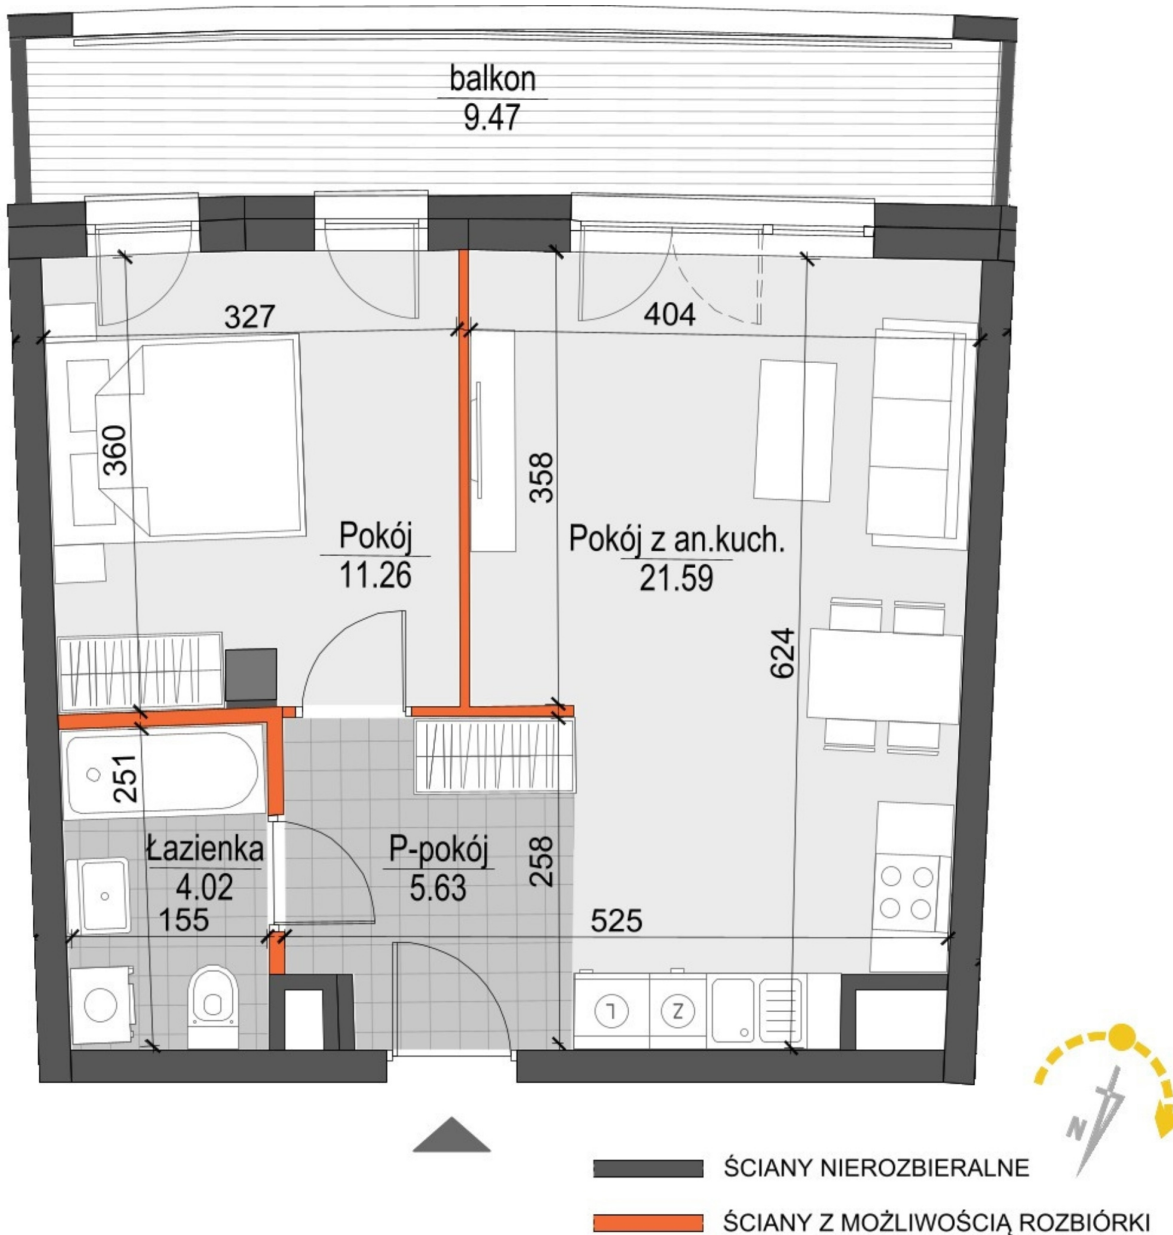 balkon
9.47
327
404
360
358
Pokój
11.26
Pokój z an.kuch.
21.59
624
251
Łazienka
4.02
155
P-pokój
5.63
258
525
L
Z
N
ŚCIANY NIEROZBIERALNE
ŚCIANY Z MOŻLIWOŚCIĄ ROZBIÓRKI